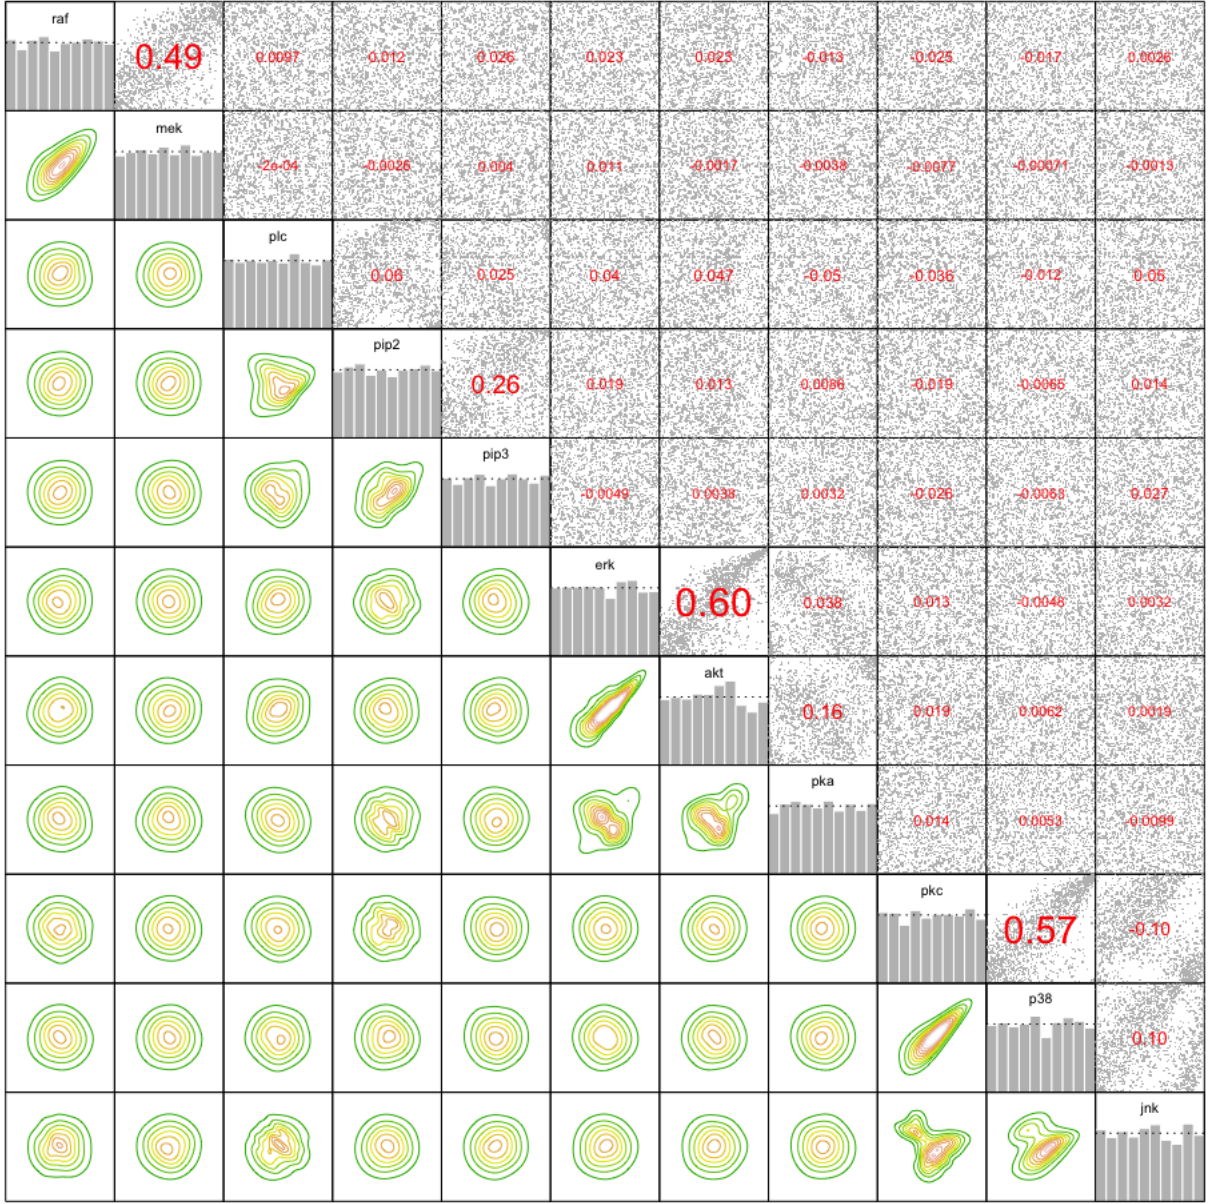 raf 0.49 0.0097 0.012 0.026 0.023 0.023 -0.013 -0.025 -0.017 0.0026
mek -2e-04 -0.0026 0.004 0.011 -0.0017 -0.0038 -0.0077 -0.00071 -0.0013
plc 0.06 0.025 0.04 0.047 -0.05 -0.036 -0.012 0.05
pip2 0.26 0.019 0.013 0.0086 -0.019 -0.0065 0.014
pip3 -0.0049 0.0038 0.0032 -0.026 -0.0053 0.027
erk 0.60 0.038 0.013 -0.0048 0.0032
akt 0.16 0.019 0.0062 0.0019
pka 0.014 0.0053 -0.0099
pkc 0.57 -0.10
p38 0.10
jnk